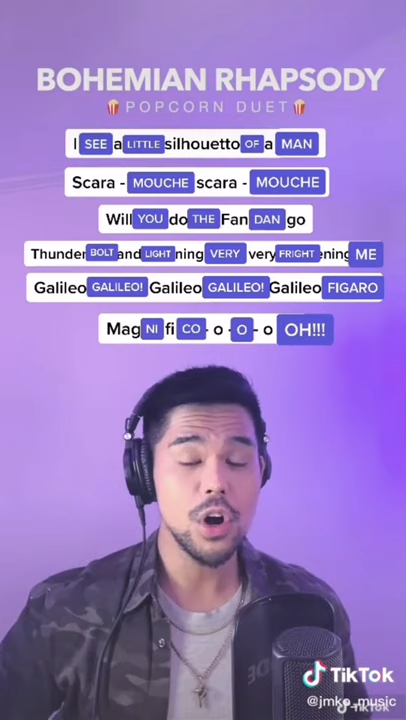 BOHEMIAN RHAPSODY
🍿POPCORN DUET🍿
I SEE a LITTLE silhouetto OF a MAN
Scara - MOUCHE scara - MOUCHE
Will YOU do THE Fan DAN go
Thunder BOLT and LIGHT ning VERY very FRIGHT ening ME
Galileo GALILEO! Galileo GALILEO! Galileo FIGARO
Mag NI fi CO - o - O - o OH!!!
TikTok
@jmko_music
TikTok